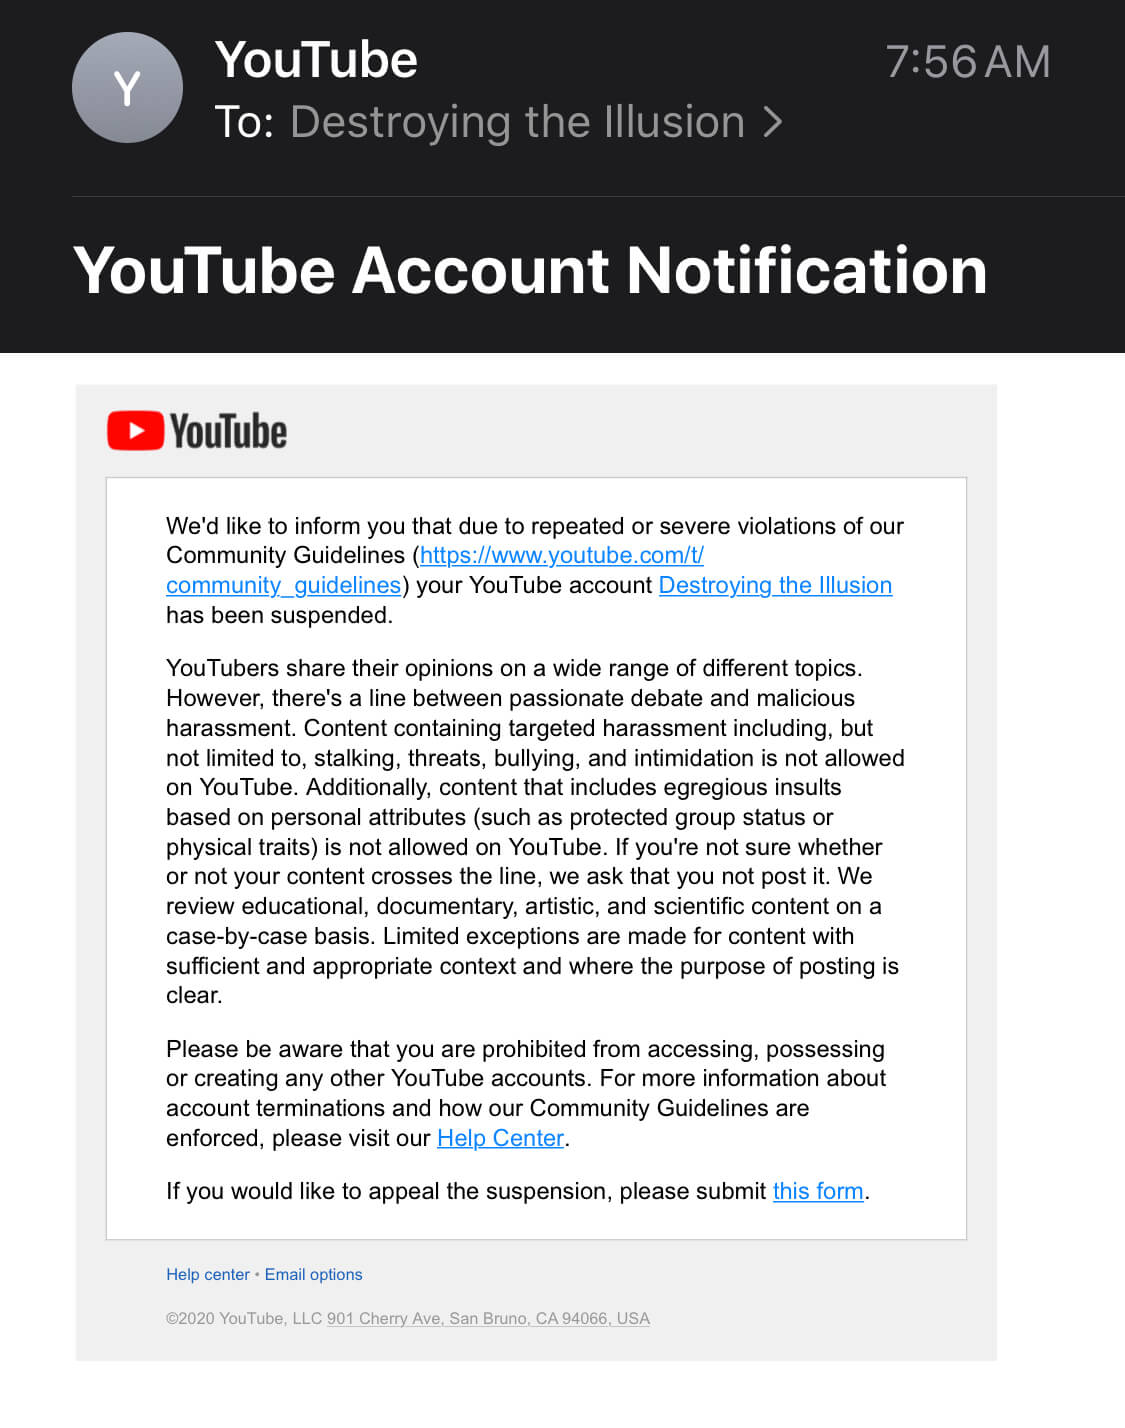 Y
YouTube
7:56 AM
To: Destroying the Illusion >
YouTube Account Notification
YouTube
We'd like to inform you that due to repeated or severe violations of our
Community Guidelines (https://www.youtube.com/t/
community_guidelines) your YouTube account Destroying the Illusion
has been suspended.
YouTubers share their opinions on a wide range of different topics.
However, there's a line between passionate debate and malicious
harassment. Content containing targeted harassment including, but
not limited to, stalking, threats, bullying, and intimidation is not allowed
on YouTube. Additionally, content that includes egregious insults
based on personal attributes (such as protected group status or
physical traits) is not allowed on YouTube. If you're not sure whether
or not your content crosses the line, we ask that you not post it. We
review educational, documentary, artistic, and scientific content on a
case-by-case basis. Limited exceptions are made for content with
sufficient and appropriate context and where the purpose of posting is
clear.
Please be aware that you are prohibited from accessing, possessing
or creating any other YouTube accounts. For more information about
account terminations and how our Community Guidelines are
enforced, please visit our Help Center.
If you would like to appeal the suspension, please submit this form.
Help center • Email options
©2020 YouTube, LLC 901 Cherry Ave, San Bruno, CA 94066, USA